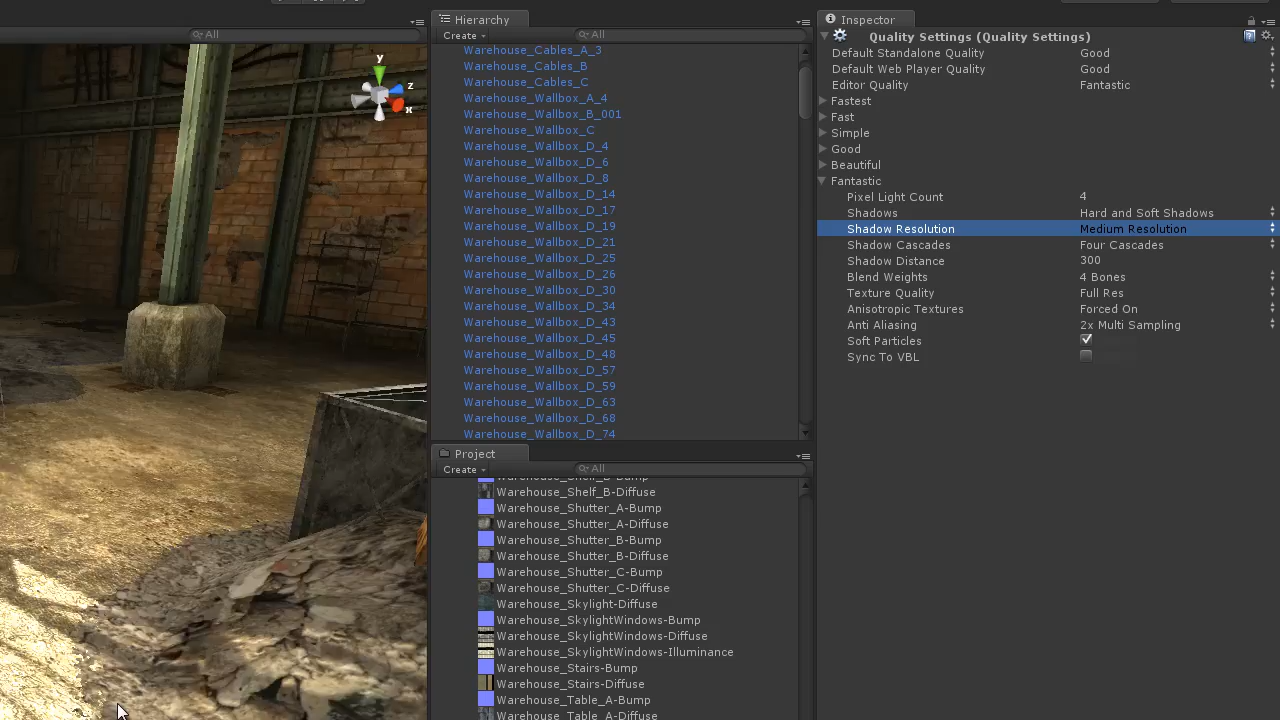 All
y
z
x
Hierarchy
Create
All
Warehouse_Cables_A_3
Warehouse_Cables_B
Warehouse_Cables_C
Warehouse_Wallbox_A_4
Warehouse_Wallbox_B_001
Warehouse_Wallbox_C
Warehouse_Wallbox_D_4
Warehouse_Wallbox_D_6
Warehouse_Wallbox_D_8
Warehouse_Wallbox_D_14
Warehouse_Wallbox_D_17
Warehouse_Wallbox_D_19
Warehouse_Wallbox_D_21
Warehouse_Wallbox_D_25
Warehouse_Wallbox_D_26
Warehouse_Wallbox_D_30
Warehouse_Wallbox_D_34
Warehouse_Wallbox_D_43
Warehouse_Wallbox_D_45
Warehouse_Wallbox_D_48
Warehouse_Wallbox_D_57
Warehouse_Wallbox_D_59
Warehouse_Wallbox_D_63
Warehouse_Wallbox_D_68
Warehouse_Wallbox_D_74
Project
Create
All
Warehouse_Shelf_B-Bump
Warehouse_Shelf_B-Diffuse
Warehouse_Shutter_A-Bump
Warehouse_Shutter_A-Diffuse
Warehouse_Shutter_B-Bump
Warehouse_Shutter_B-Diffuse
Warehouse_Shutter_C-Bump
Warehouse_Shutter_C-Diffuse
Warehouse_Skylight-Diffuse
Warehouse_SkylightWindows-Bump
Warehouse_SkylightWindows-Diffuse
Warehouse_SkylightWindows-Illuminance
Warehouse_Stairs-Bump
Warehouse_Stairs-Diffuse
Warehouse_Table_A-Bump
Warehouse_Table_A-Diffuse
Inspector
Quality Settings (Quality Settings)
Default Standalone Quality Good
Default Web Player Quality Good
Editor Quality Fantastic
Fastest
Fast
Simple
Good
Beautiful
Fantastic
Pixel Light Count 4
Shadows Hard and Soft Shadows
Shadow Resolution Medium Resolution
Shadow Cascades Four Cascades
Shadow Distance 300
Blend Weights 4 Bones
Texture Quality Full Res
Anisotropic Textures Forced On
Anti Aliasing 2x Multi Sampling
Soft Particles
Sync To VBL